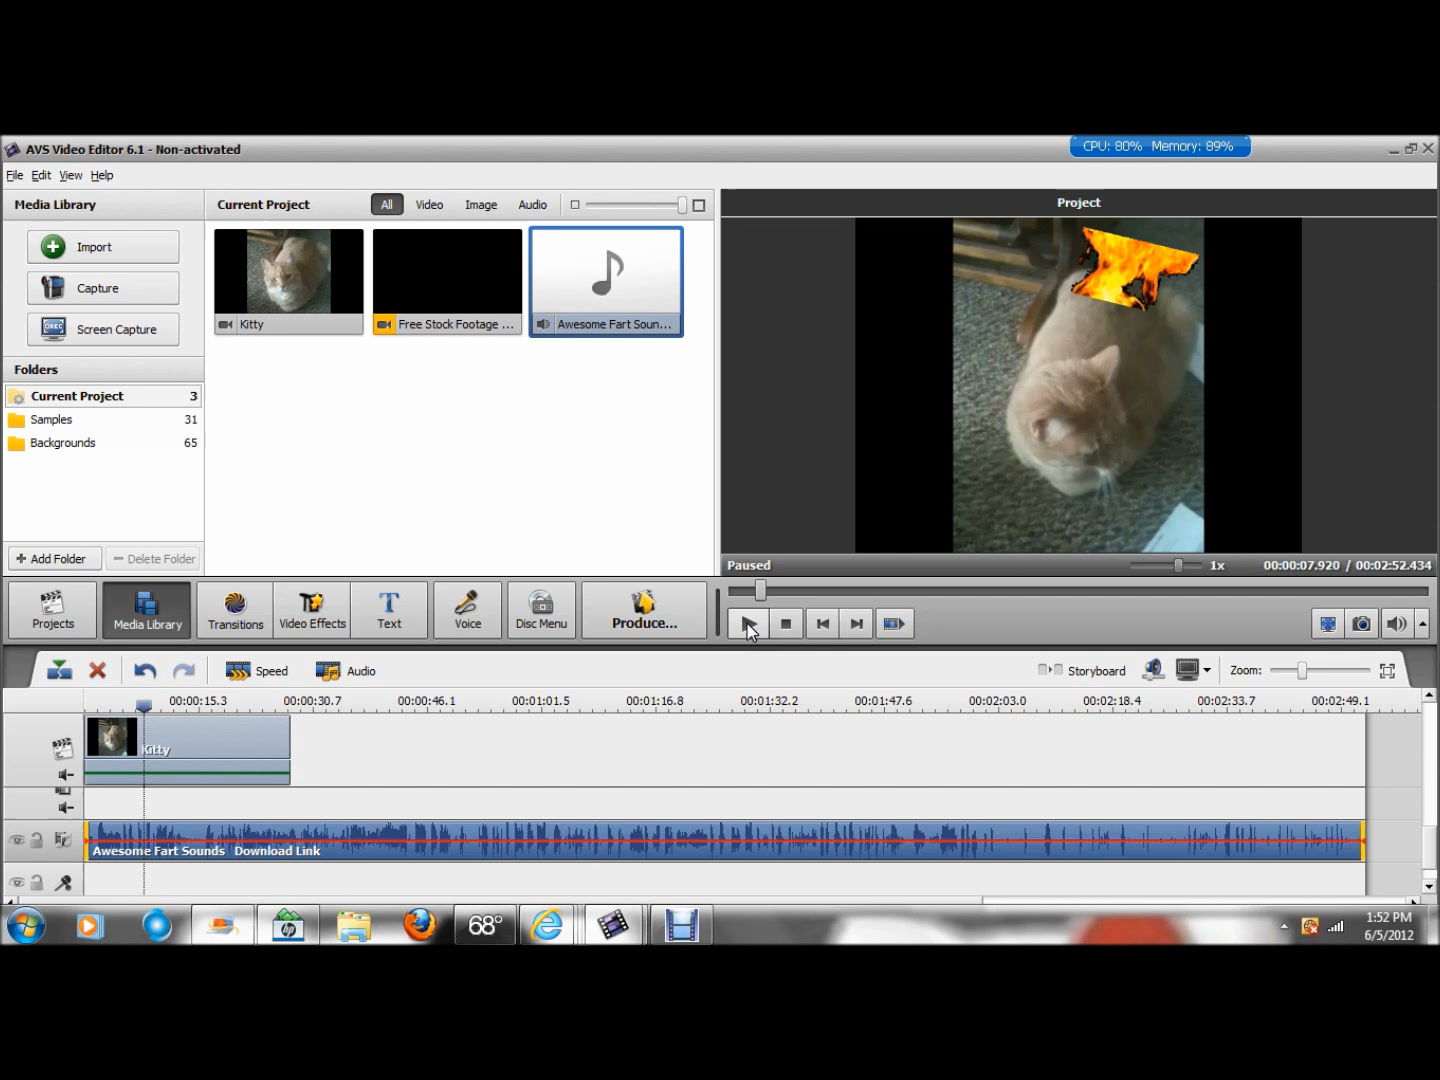 AVS Video Editor 6.1 - Non-activated
CPU: 80% Memory: 89%
File Edit View Help
Media Library
Current Project
All Video Image Audio
Project
Import
Capture
Screen Capture
Kitty
Free Stock Footage ...
Awesome Fart Soun...
Folders
Current Project 3
Samples 31
Backgrounds 65
Add Folder
Delete Folder
Paused
1x
00:00:07.920 / 00:02:52.434
Projects
Media Library
Transitions
Video Effects
Text
Voice
Disc Menu
Produce...
Speed
Audio
Storyboard
Zoom:
00:00:15.3 00:00:30.7 00:00:46.1 00:01:01.5 00:01:16.8 00:01:32.2 00:01:47.6 00:02:03.0 00:02:18.4 00:02:33.7 00:02:49.1
Kitty
Awesome Fart Sounds Download Link
hp
68°
1:52 PM
6/5/2012